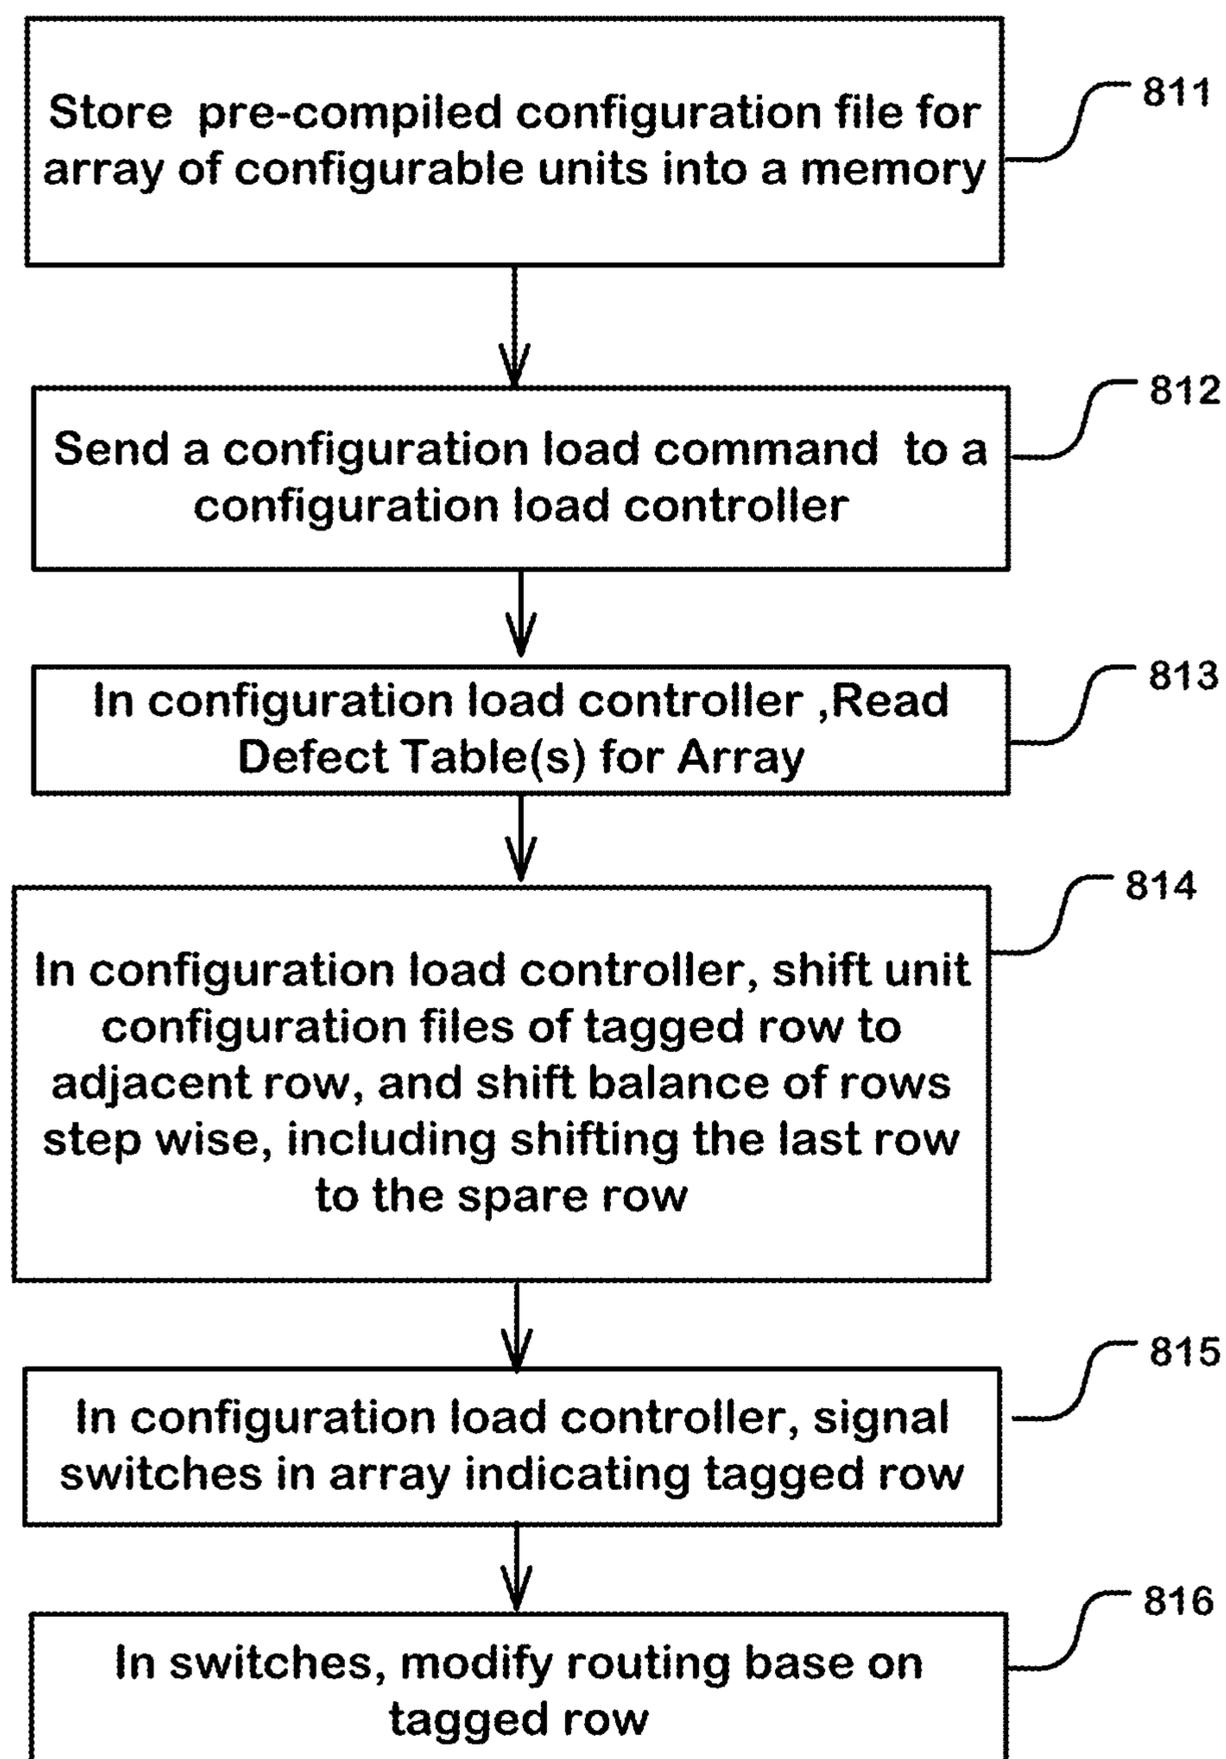 Store pre-compiled configuration file for
array of configurable units into a memory
811
Send a configuration load command to a
configuration load controller
812
In configuration load controller ,Read
Defect Table(s) for Array
813
In configuration load controller, shift unit
configuration files of tagged row to
adjacent row, and shift balance of rows
step wise, including shifting the last row
to the spare row
814
In configuration load controller, signal
switches in array indicating tagged row
815
In switches, modify routing base on
tagged row
816